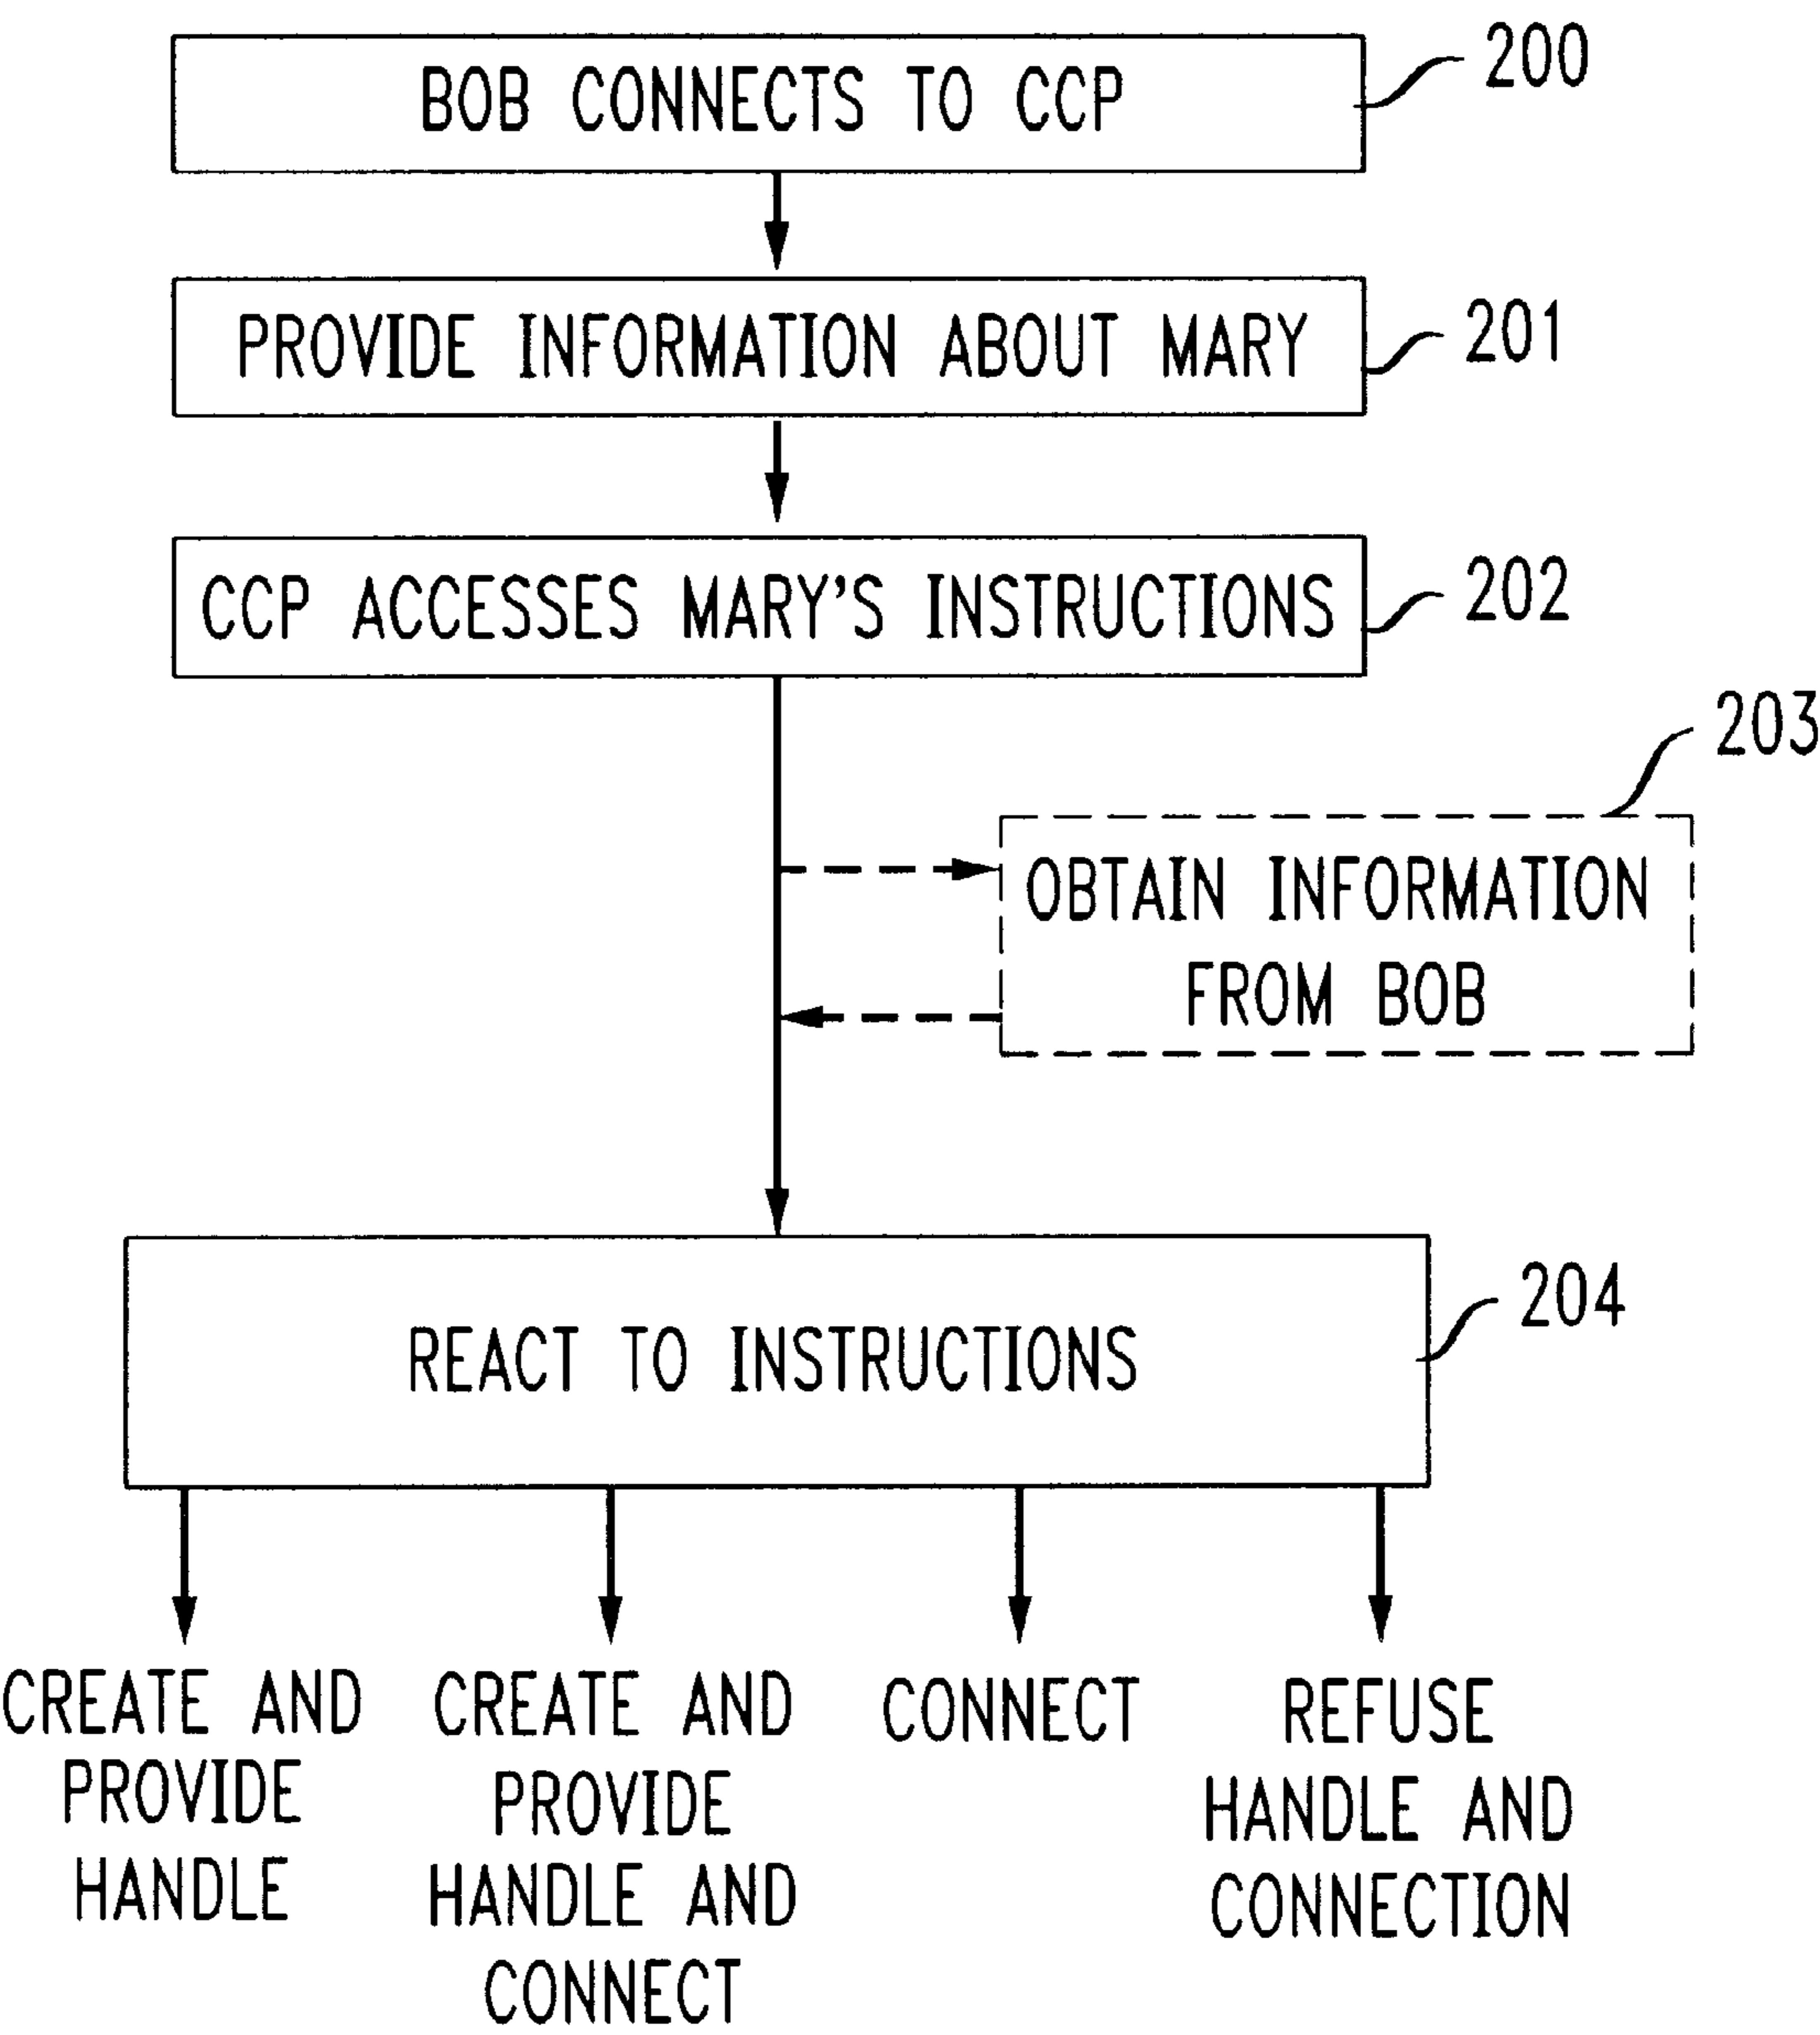 BOB CONNECTS TO CCP
200
PROVIDE INFORMATION ABOUT MARY
201
CCP ACCESSES MARY'S INSTRUCTIONS
202
203
OBTAIN INFORMATION
FROM BOB
REACT TO INSTRUCTIONS
204
CREATE AND
PROVIDE
HANDLE
CREATE AND
PROVIDE
HANDLE AND
CONNECT
CONNECT
REFUSE
HANDLE AND
CONNECTION